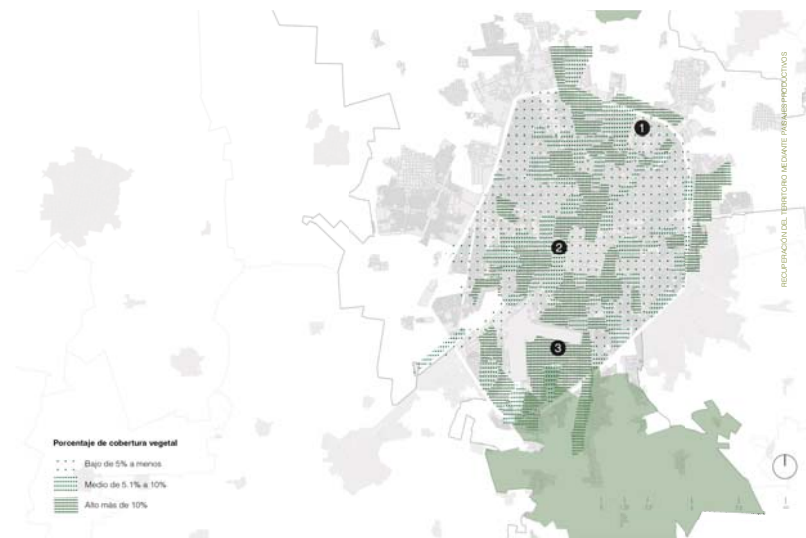 RECUPERACIÓN DEL TERRITORIO MEDIANTE PAISAJES PRODUCTIVOS
1
2
3
Porcentaje de cobertura vegetal
Bajo de 5% a menos
Medio de 5.1% a 10%
Alto más de 10%